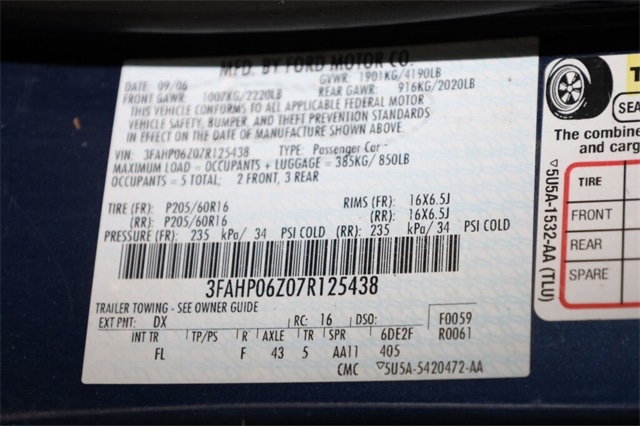 MFD. BY FORD MOTOR CO.
DATE: 09/06 GVWR: 1901KG/4190LB
FRONT GAWR: 1007KG/2220LB REAR GAWR: 916KG/2020LB
THIS VEHICLE CONFORMS TO ALL APPLICABLE FEDERAL MOTOR
VEHICLE SAFETY, BUMPER, AND THEFT PREVENTION STANDARDS
IN EFFECT ON THE DATE OF MANUFACTURE SHOWN ABOVE.
VIN: 3FAHP06Z07R125438 TYPE: Passenger Car
MAXIMUM LOAD = OCCUPANTS + LUGGAGE = 385KG/850LB
OCCUPANTS = 5 TOTAL; 2 FRONT, 3 REAR
TIRE (FR): P205/60R16 RIMS (FR): 16X6.5J
(RR): P205/60R16 (RR): 16X6.5J
PRESSURE (FR): 235 kPa/ 34 PSI COLD (RR): 235 kPa/ 34 PSI COLD
3FAHP06Z07R125438
TRAILER TOWING - SEE OWNER GUIDE
EXT PNT: DX RC: 16 DSO: F0059
INT TR TP/PS R AXLE TR SPR 6DE2F R0061
FL F 43 5 AA11 405
CMC ▽5U5A-5420472-AA
▽5U5A-1532-AA (TLU)
T
SEA
The combine
and carg
TIRE
FRONT
REAR
SPARE